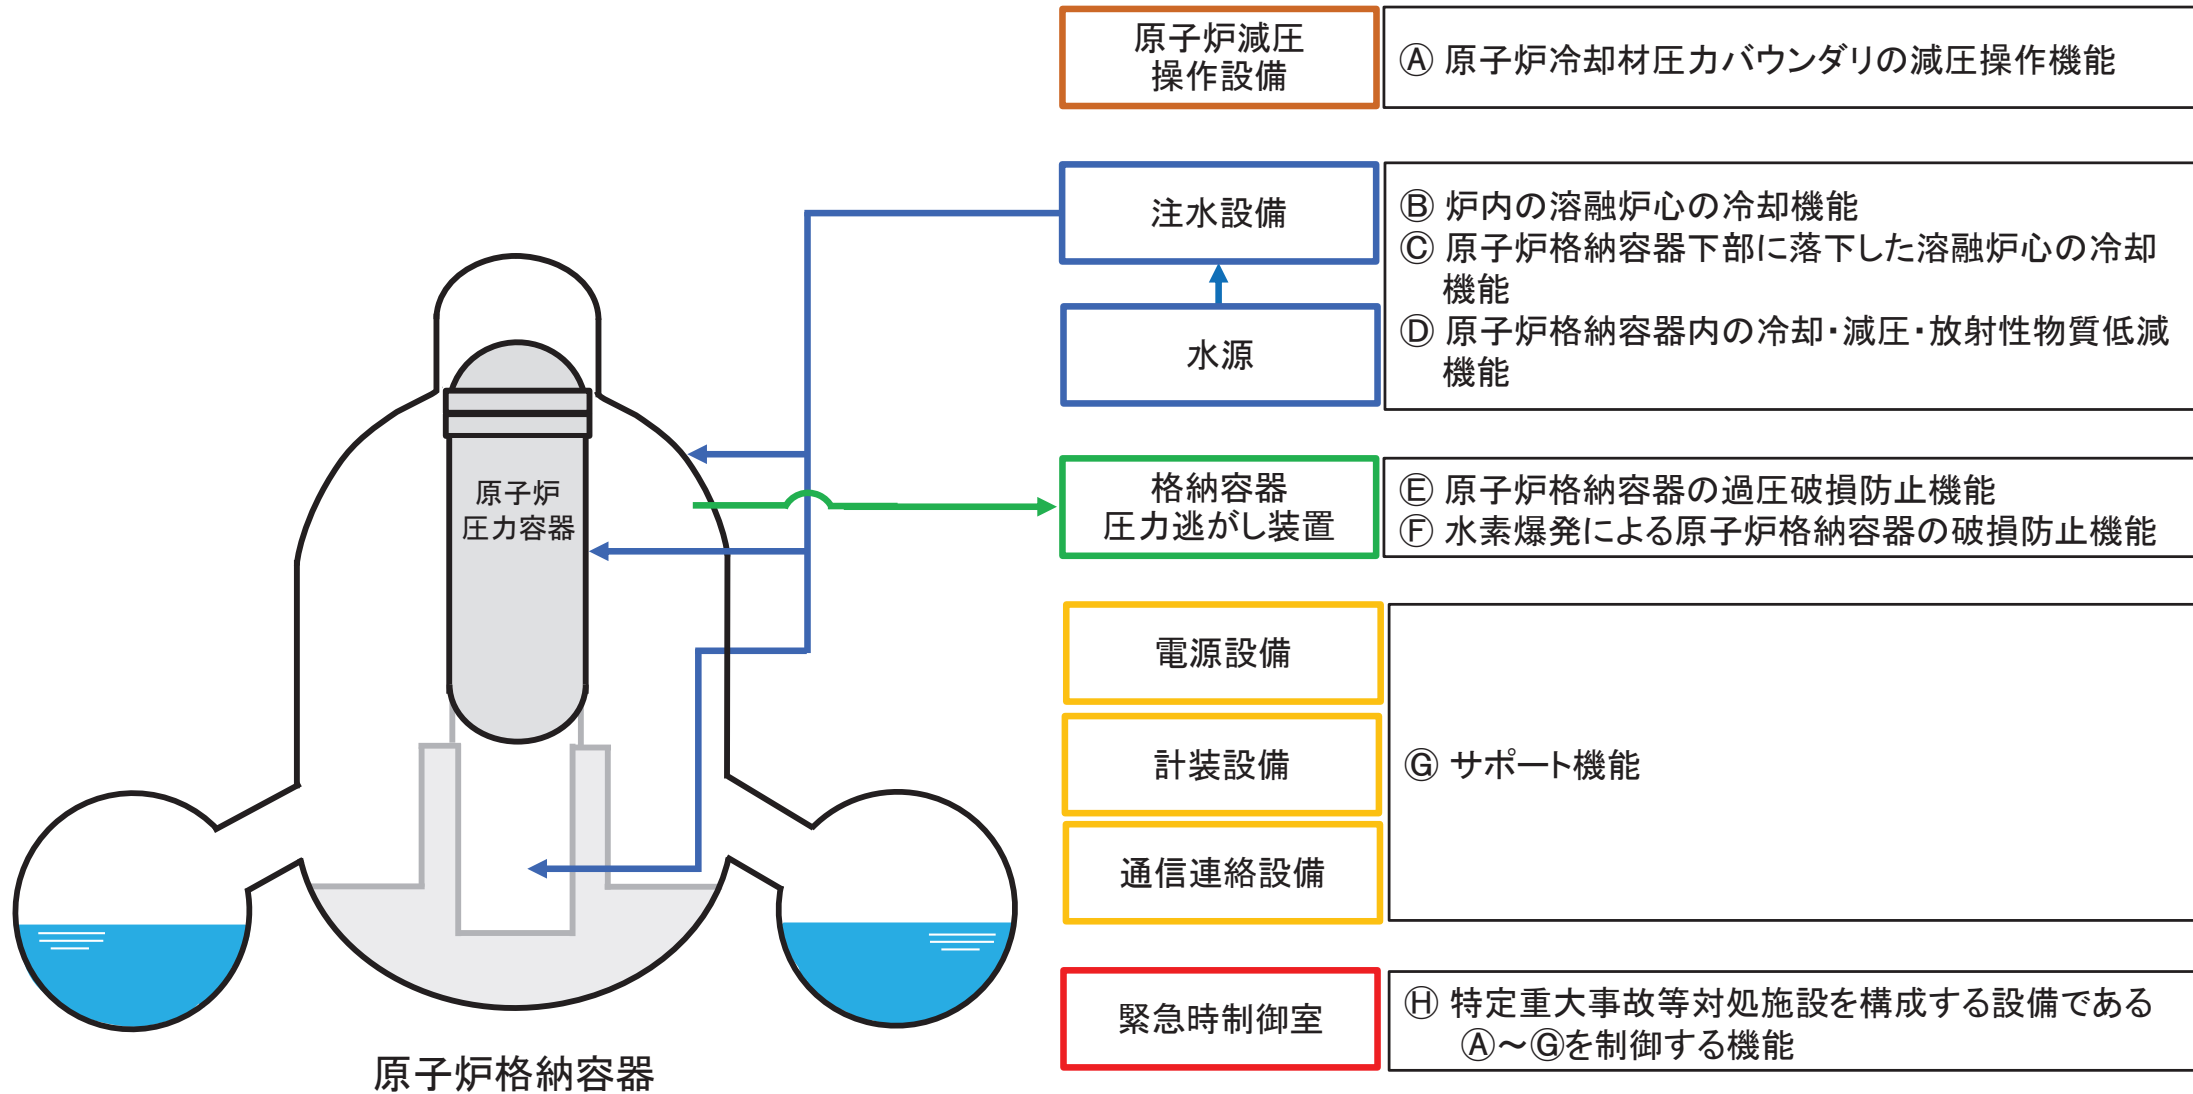 原子炉減圧
操作設備
Ⓐ 原子炉冷却材圧力バウンダリの減圧操作機能
注水設備
水源
Ⓑ 炉内の溶融炉心の冷却機能
Ⓒ 原子炉格納容器下部に落下した溶融炉心の冷却
機能
Ⓓ 原子炉格納容器内の冷却・減圧・放射性物質低減
機能
原子炉
圧力容器
格納容器
圧力逃がし装置
Ⓔ 原子炉格納容器の過圧破損防止機能
Ⓕ 水素爆発による原子炉格納容器の破損防止機能
電源設備
計装設備
通信連絡設備
Ⓖ サポート機能
緊急時制御室
Ⓗ 特定重大事故等対処施設を構成する設備である
Ⓐ～Ⓖを制御する機能
原子炉格納容器